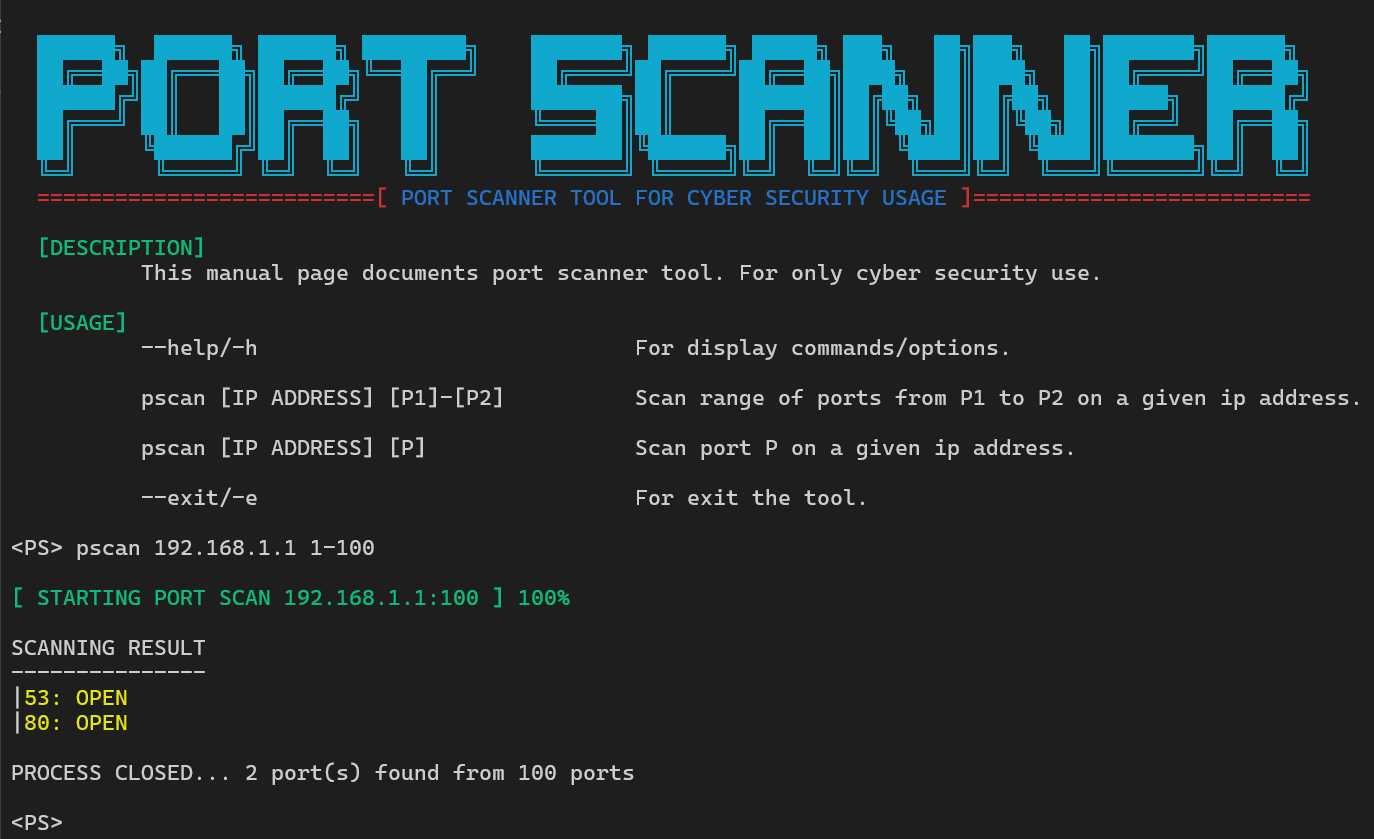 PORT SCANNER
==========================[ PORT SCANNER TOOL FOR CYBER SECURITY USAGE ]==========================
[DESCRIPTION]
This manual page documents port scanner tool. For only cyber security use.
[USAGE]
--help/-h For display commands/options.
pscan [IP ADDRESS] [P1]-[P2] Scan range of ports from P1 to P2 on a given ip address.
pscan [IP ADDRESS] [P] Scan port P on a given ip address.
--exit/-e For exit the tool.
<PS> pscan 192.168.1.1 1-100
[ STARTING PORT SCAN 192.168.1.1:100 ] 100%
SCANNING RESULT
---------------
|53: OPEN
|80: OPEN
PROCESS CLOSED... 2 port(s) found from 100 ports
<PS>